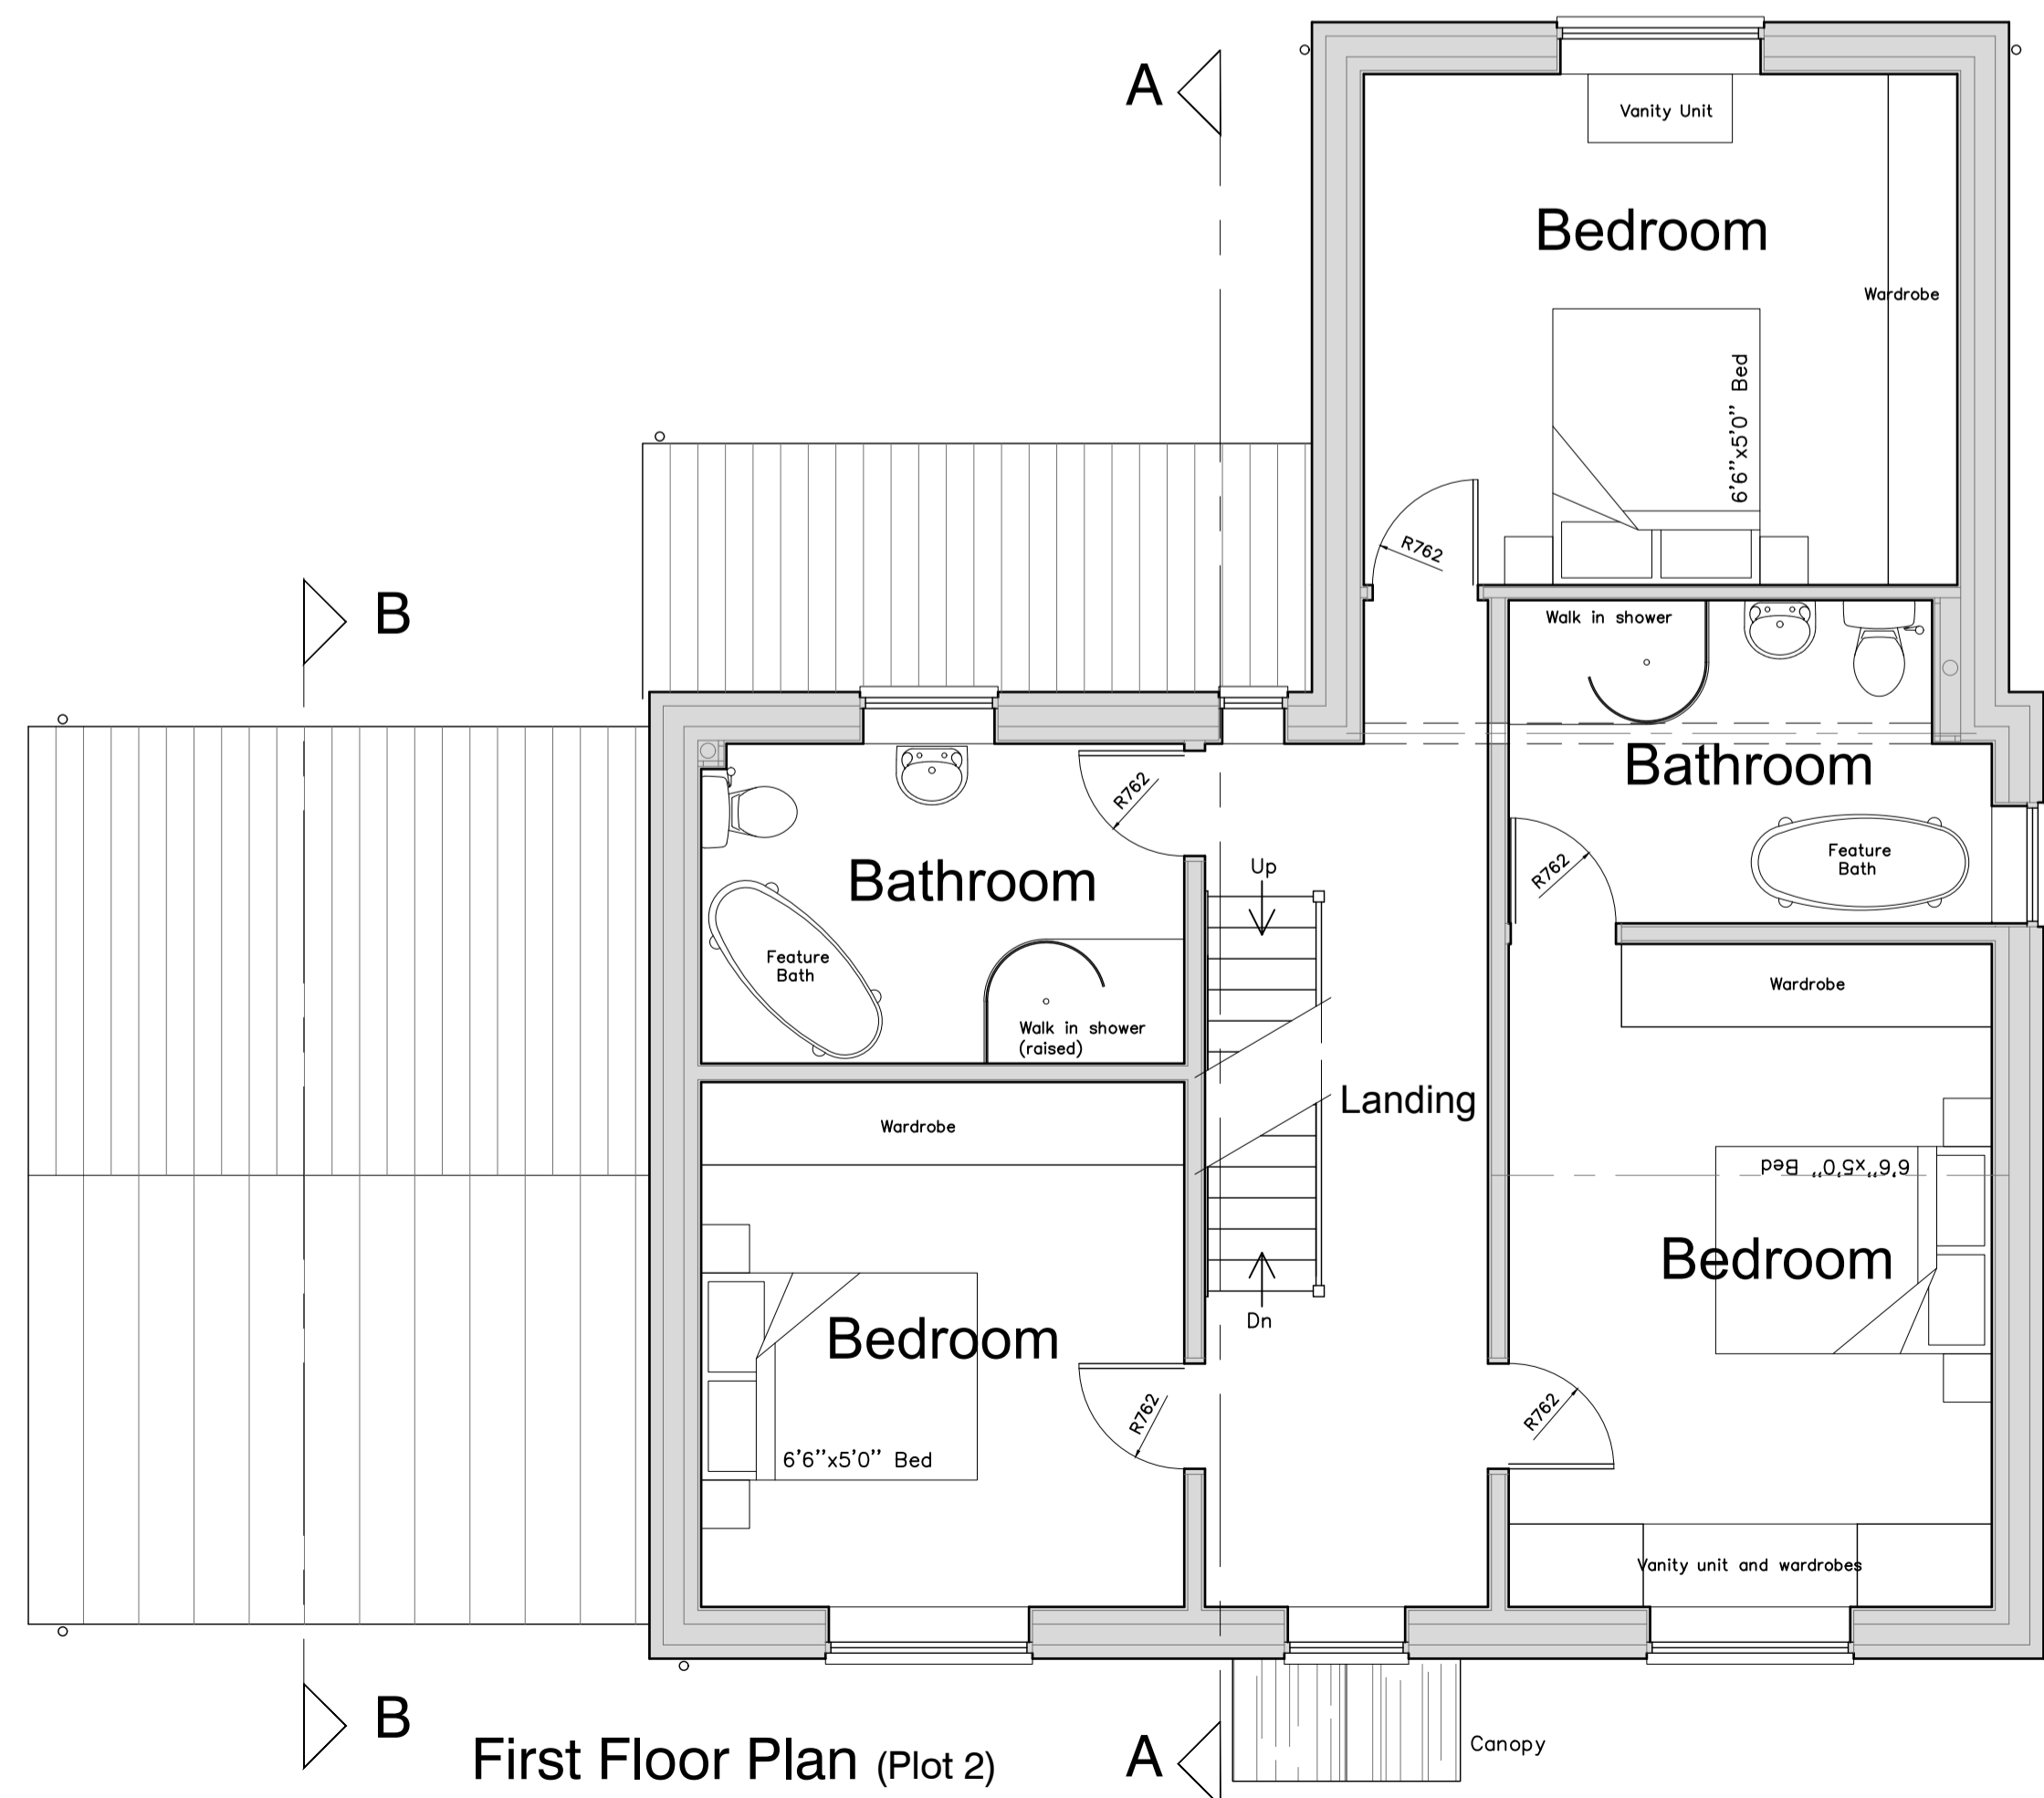 A
Vanity Unit
Bedroom
Wardrobe
6'6''x5'0'' Bed
R762
B
Walk in shower
Bathroom
R762
Bathroom
Up
R762
Feature
Bath
Feature
Bath
Walk in shower
(raised)
Wardrobe
Landing
Wardrobe
6'6''x5'0'' Bed
Bedroom
Dn
Bedroom
R762
R762
6'6''x5'0'' Bed
Vanity unit and wardrobes
B
First Floor Plan (Plot 2)
A
Canopy